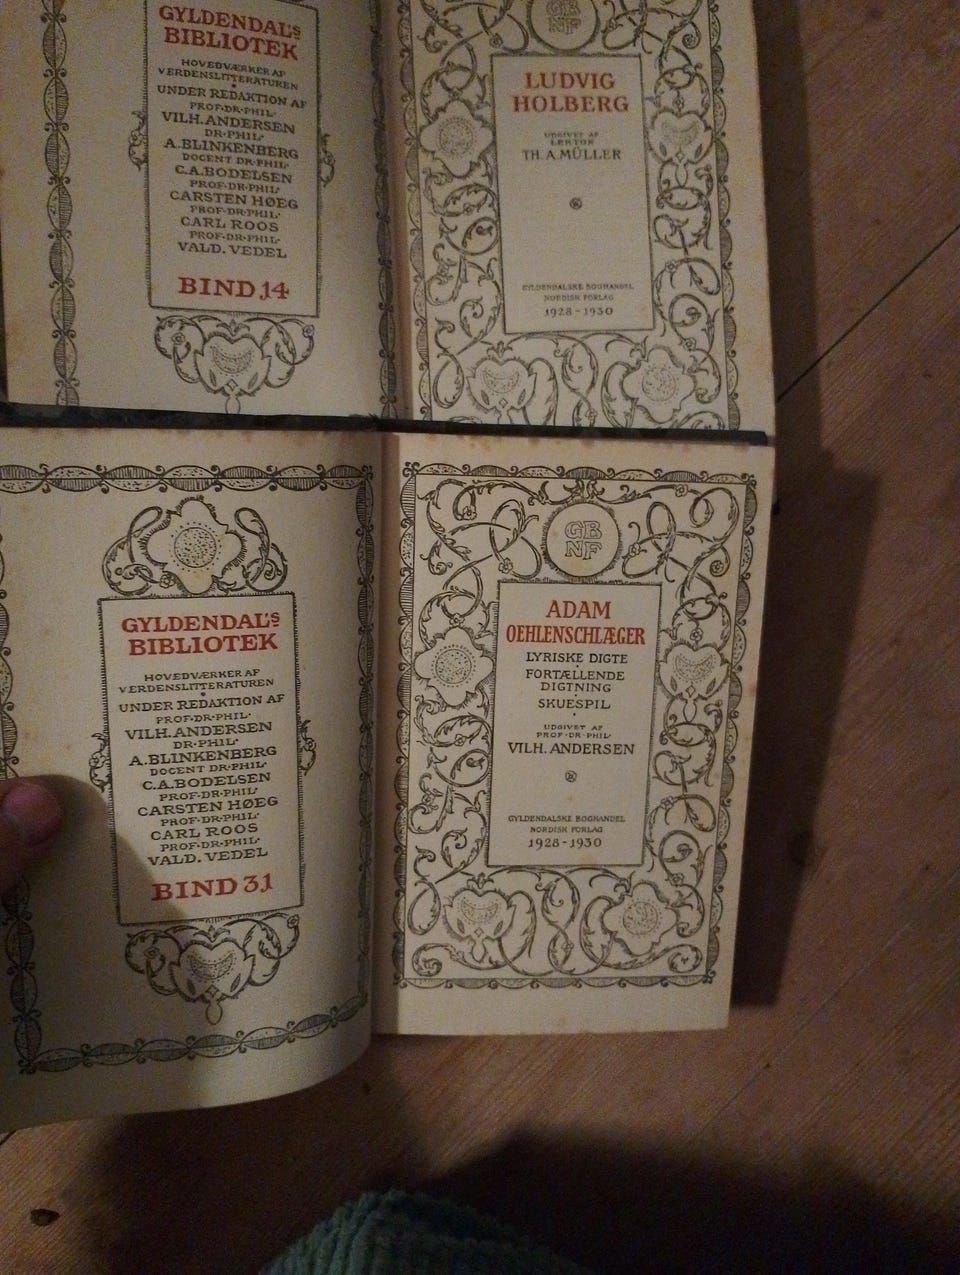 GYLDENDAL's
BIBLIOTEK
HOVEDVÆRKER AF
VERDENSLITTERATUREN
UNDER REDAKTION AF
PROF·DR·PHIL·
VILH. ANDERSEN
DR·PHIL·
A. BLINKENBERG
DOCENT DR·PHIL·
C.A. BODELSEN
PROF·DR·PHIL·
CARSTEN HØEG
PROF·DR·PHIL·
CARL ROOS
PROF·DR·PHIL·
VALD. VEDEL
BIND 14
GB
NF
LUDVIG
HOLBERG
UDGIVET AF
LEKTOR
TH. A. MÜLLER
GYLDENDALSKE BOGHANDEL
NORDISK FORLAG
1928 - 1930
GYLDENDAL's
BIBLIOTEK
HOVEDVÆRKER AF
VERDENSLITTERATUREN
UNDER REDAKTION AF
PROF·DR·PHIL·
VILH. ANDERSEN
DR·PHIL·
A. BLINKENBERG
DOCENT DR·PHIL·
C.A. BODELSEN
PROF·DR·PHIL·
CARSTEN HØEG
PROF·DR·PHIL·
CARL ROOS
PROF·DR·PHIL·
VALD. VEDEL
BIND 31
GB
NF
ADAM
OEHLENSCHLÆGER
LYRISKE DIGTE
FORTÆLLENDE
DIGTNING
SKUESPIL
UDGIVET AF
PROF·DR·PHIL·
VILH. ANDERSEN
GYLDENDALSKE BOGHANDEL
NORDISK FORLAG
1928 - 1930